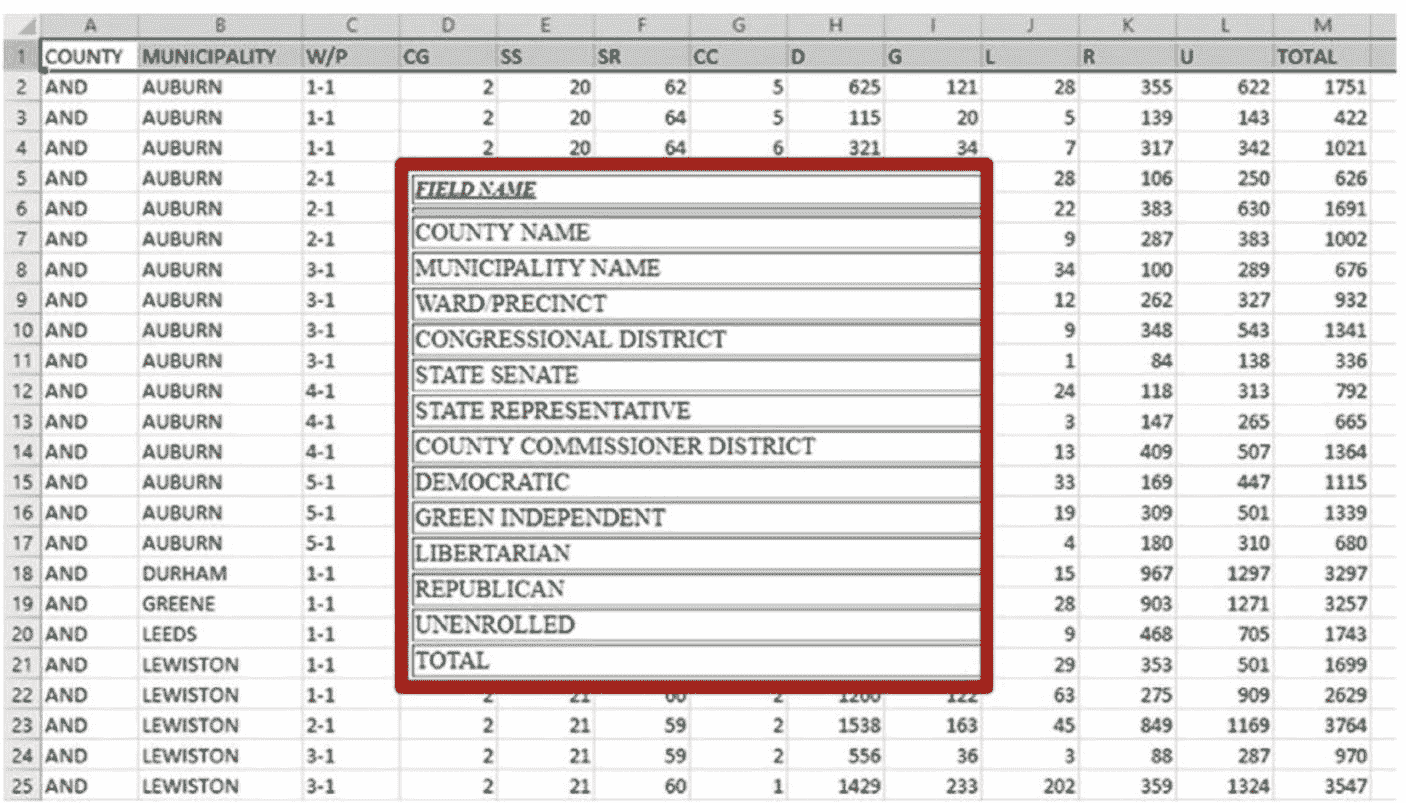 A B C D E F G H I J K L M
1 COUNTY MUNICIPALITY W/P CG SS SR CC D G L R U TOTAL
2 AND AUBURN 1-1 2 20 62 5 625 121 28 355 622 1751
3 AND AUBURN 1-1 2 20 64 5 115 20 5 139 143 422
4 AND AUBURN 1-1 2 20 64 6 321 34 7 317 342 1021
5 AND AUBURN 2-1 28 106 250 626
6 AND AUBURN 2-1 22 383 630 1691
7 AND AUBURN 2-1 9 287 383 1002
8 AND AUBURN 3-1 34 100 289 676
9 AND AUBURN 3-1 12 262 327 932
10 AND AUBURN 3-1 9 348 543 1341
11 AND AUBURN 3-1 1 84 138 336
12 AND AUBURN 4-1 24 118 313 792
13 AND AUBURN 4-1 3 147 265 665
14 AND AUBURN 4-1 13 409 507 1364
15 AND AUBURN 5-1 33 169 447 1115
16 AND AUBURN 5-1 19 309 501 1339
17 AND AUBURN 5-1 4 180 310 680
18 AND DURHAM 1-1 15 967 1297 3297
19 AND GREENE 1-1 28 903 1271 3257
20 AND LEEDS 1-1 9 468 705 1743
21 AND LEWISTON 1-1 29 353 501 1699
22 AND LEWISTON 1-1 2 21 60 2 1260 122 63 275 909 2629
23 AND LEWISTON 2-1 2 21 59 2 1538 163 45 849 1169 3764
24 AND LEWISTON 3-1 2 21 59 2 556 36 3 88 287 970
25 AND LEWISTON 3-1 2 21 60 1 1429 233 202 359 1324 3547
FIELD NAME
COUNTY NAME
MUNICIPALITY NAME
WARD/PRECINCT
CONGRESSIONAL DISTRICT
STATE SENATE
STATE REPRESENTATIVE
COUNTY COMMISSIONER DISTRICT
DEMOCRATIC
GREEN INDEPENDENT
LIBERTARIAN
REPUBLICAN
UNENROLLED
TOTAL